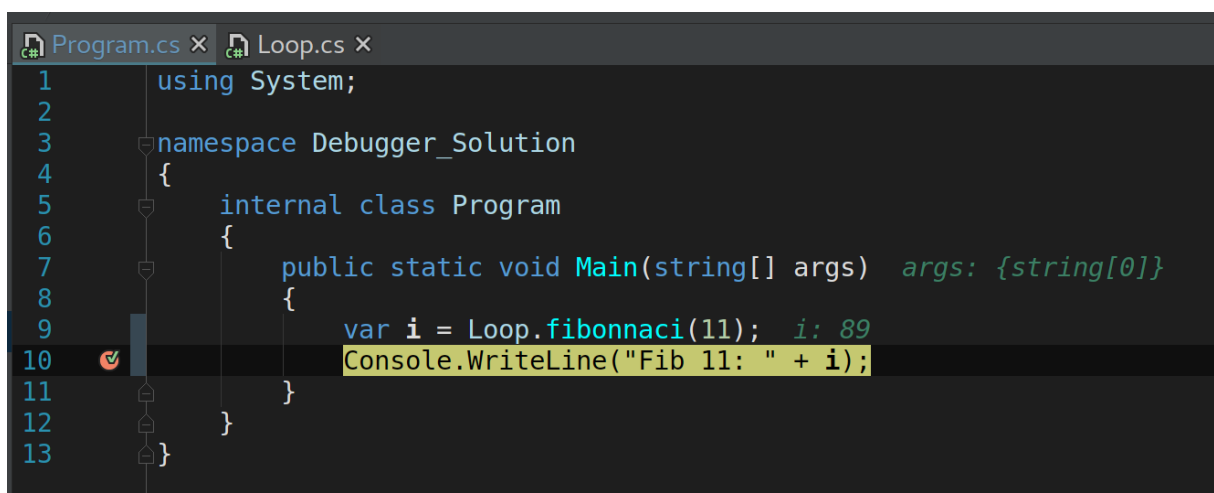 C# Program.cs × C# Loop.cs ×
1 using System;
2
3 namespace Debugger_Solution
4 {
5 internal class Program
6 {
7 public static void Main(string[] args) args: {string[0]}
8 {
9 var i = Loop.fibonnaci(11); i: 89
10 Console.WriteLine("Fib 11: " + i);
11 }
12 }
13 }